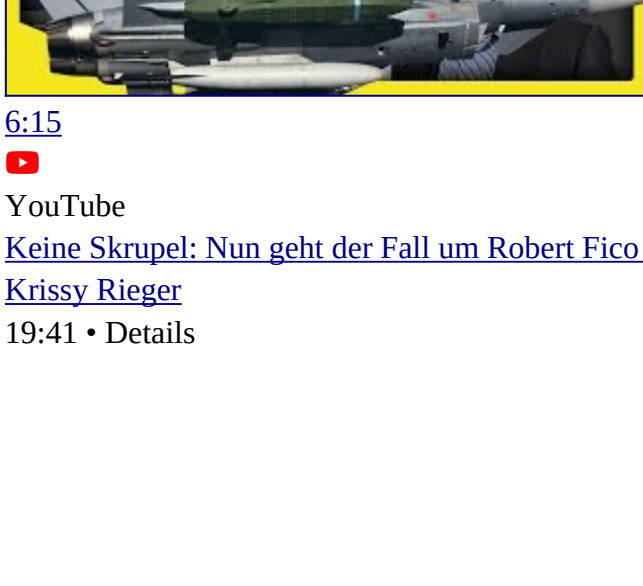 6:15
YouTube
Keine Skrupel: Nun geht der Fall um Robert Fico
Krissy Rieger
19:41 • Details